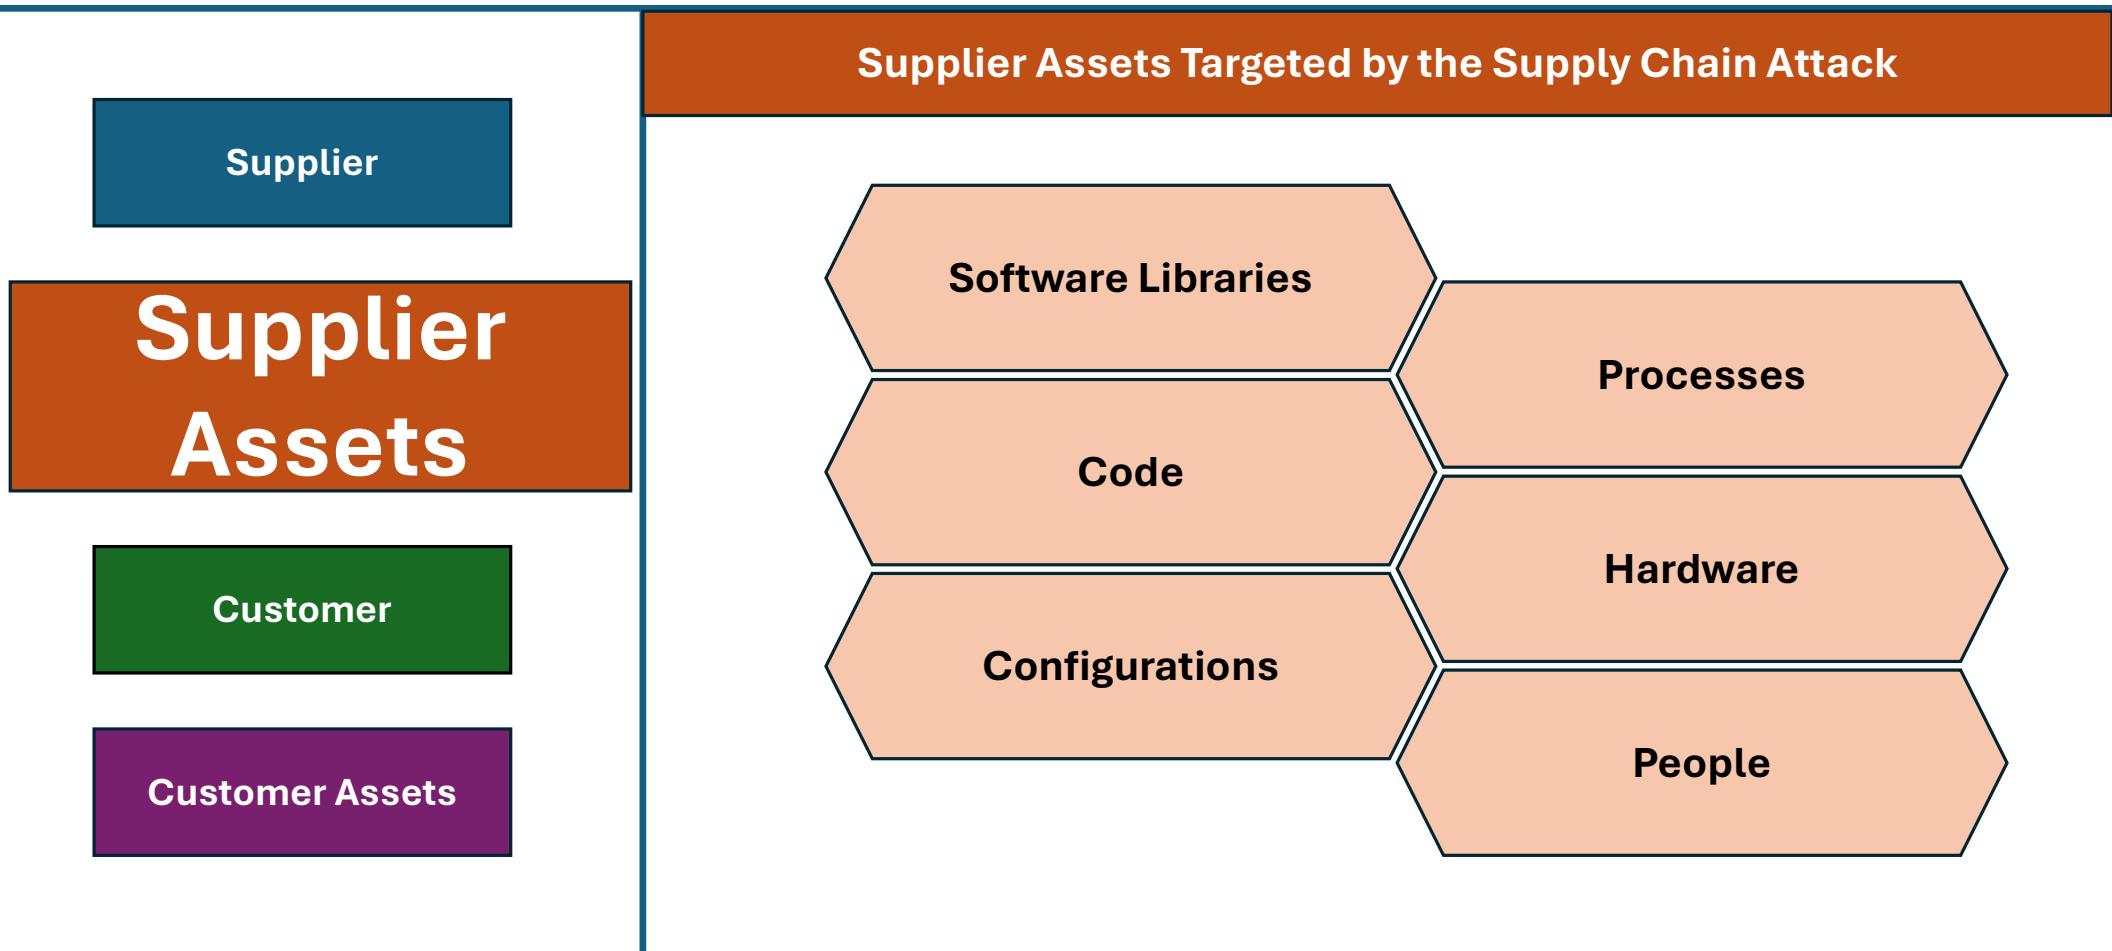 Supplier Assets Targeted by the Supply Chain Attack
Supplier
Supplier
Assets
Customer
Customer Assets
Software Libraries
Processes
Code
Hardware
Configurations
People